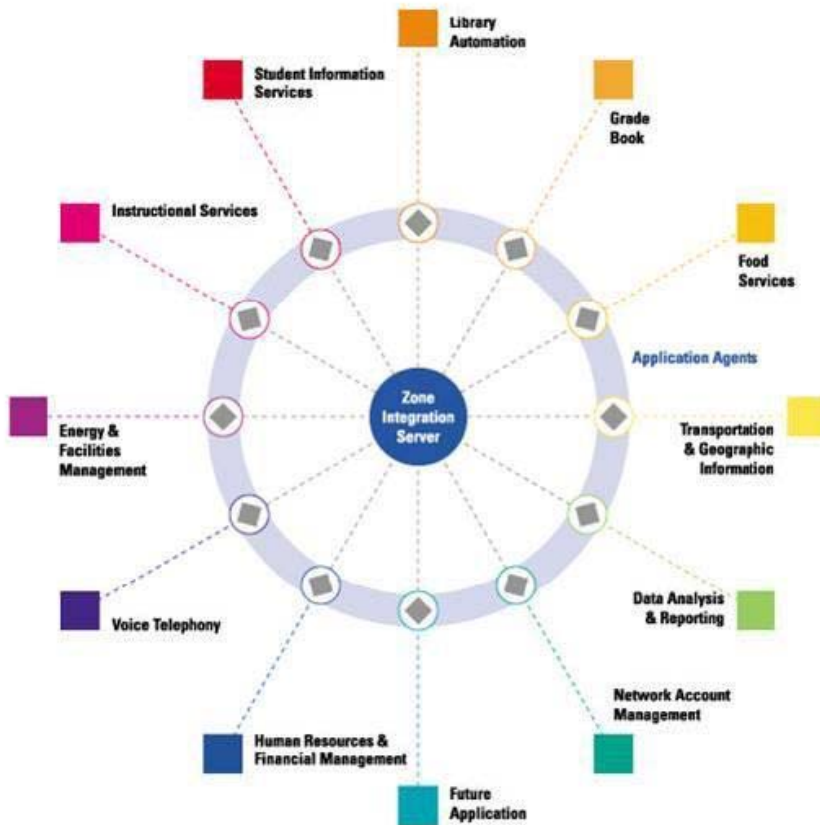 Library
Automation
Student Information
Services
Grade
Book
Instructional Services
Food
Services
Application Agents
Zone
Integration
Server
Energy &
Facilities
Management
Transportation
& Geographic
Information
Voice Telephony
Data Analysis
& Reporting
Network Account
Management
Human Resources &
Financial Management
Future
Application